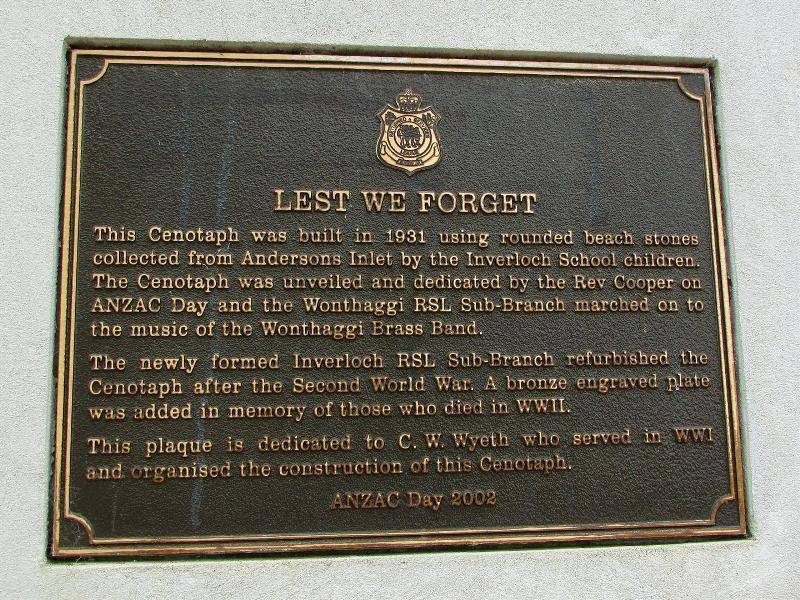 LEST WE FORGET
This Cenotaph was built in 1931 using rounded beach stones
collected from Andersons Inlet by the Inverloch School children.
The Cenotaph was unveiled and dedicated by the Rev Cooper on
ANZAC Day and the Wonthaggi RSL Sub-Branch marched on to
the music of the Wonthaggi Brass Band.
The newly formed Inverloch RSL Sub-Branch refurbished the
Cenotaph after the Second World War. A bronze engraved plate
was added in memory of those who died in WWII.
This plaque is dedicated to C. W. Wyeth who served in WWI
and organised the construction of this Cenotaph.
ANZAC Day 2002